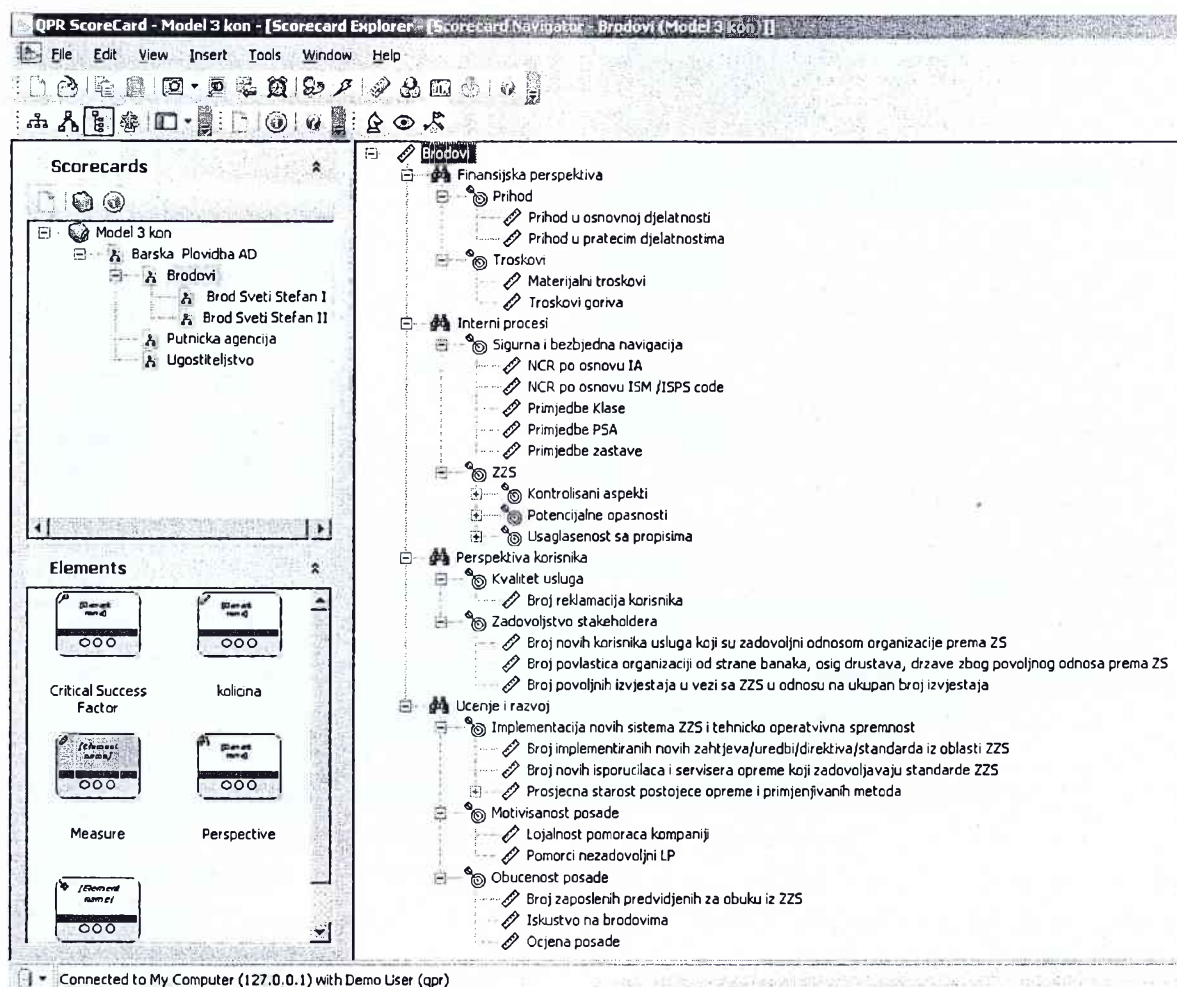 QPR ScoreCard - Model 3 kon - [Scorecard Explorer - [Scorecard Navigator - Brodovi (Model 3 kon)]]
File Edit View Insert Tools Window Help
Scorecards
Model 3 kon
Barska Plovidba AD
Brodovi
Brod Sveti Stefan I
Brod Sveti Stefan II
Putnicka agencija
Ugostiteljstvo
Elements
[Element name]
[Element name]
Critical Success Factor
kolicina
[Element name]
[Element name]
Measure
Perspective
[Element name]
Brodovi
Finansijska perspektiva
Prihod
Prihod u osnovnoj djelatnosti
Prihod u pratecim djelatnostima
Troskovi
Materijalni troskovi
Troskovi goriva
Interni procesi
Sigurna i bezbjedna navigacija
NCR po osnovu IA
NCR po osnovu ISM /ISPS code
Primjedbe Klase
Primjedbe PSA
Primjedbe zastave
ZZS
Kontrolisani aspekti
Potencijalne opasnosti
Usaglasenost sa propisima
Perspektiva korisnika
Kvalitet usluga
Broj reklamacija korisnika
Zadovoljstvo stakeholdera
Broj novih korisnika usluga koji su zadovoljni odnosom organizacije prema ZS
Broj povlastica organizaciji od strane banaka, osig drustava, drzave zbog povoljnog odnosa prema ZS
Broj povoljnih izvjestaja u vezi sa ZZS u odnosu na ukupan broj izvjestaja
Ucenje i razvoj
Implementacija novih sistema ZZS i tehnicko operatvivna spremnost
Broj implementiranih novih zahtjeva/uredbi/direktiva/standarda iz oblasti ZZS
Broj novih isporucilaca i servisera opreme koji zadovoljavaju standarde ZZS
Prosjecna starost postojece opreme i primjenjivanih metoda
Motivisanost posade
Lojalnost pomoraca kompaniji
Pomorci nezadovoljni LP
Obucenost posade
Broj zaposlenih predvidjenih za obuku iz ZZS
Iskustvo na brodovima
Ocjena posade
Connected to My Computer (127.0.0.1) with Demo User (qpr)